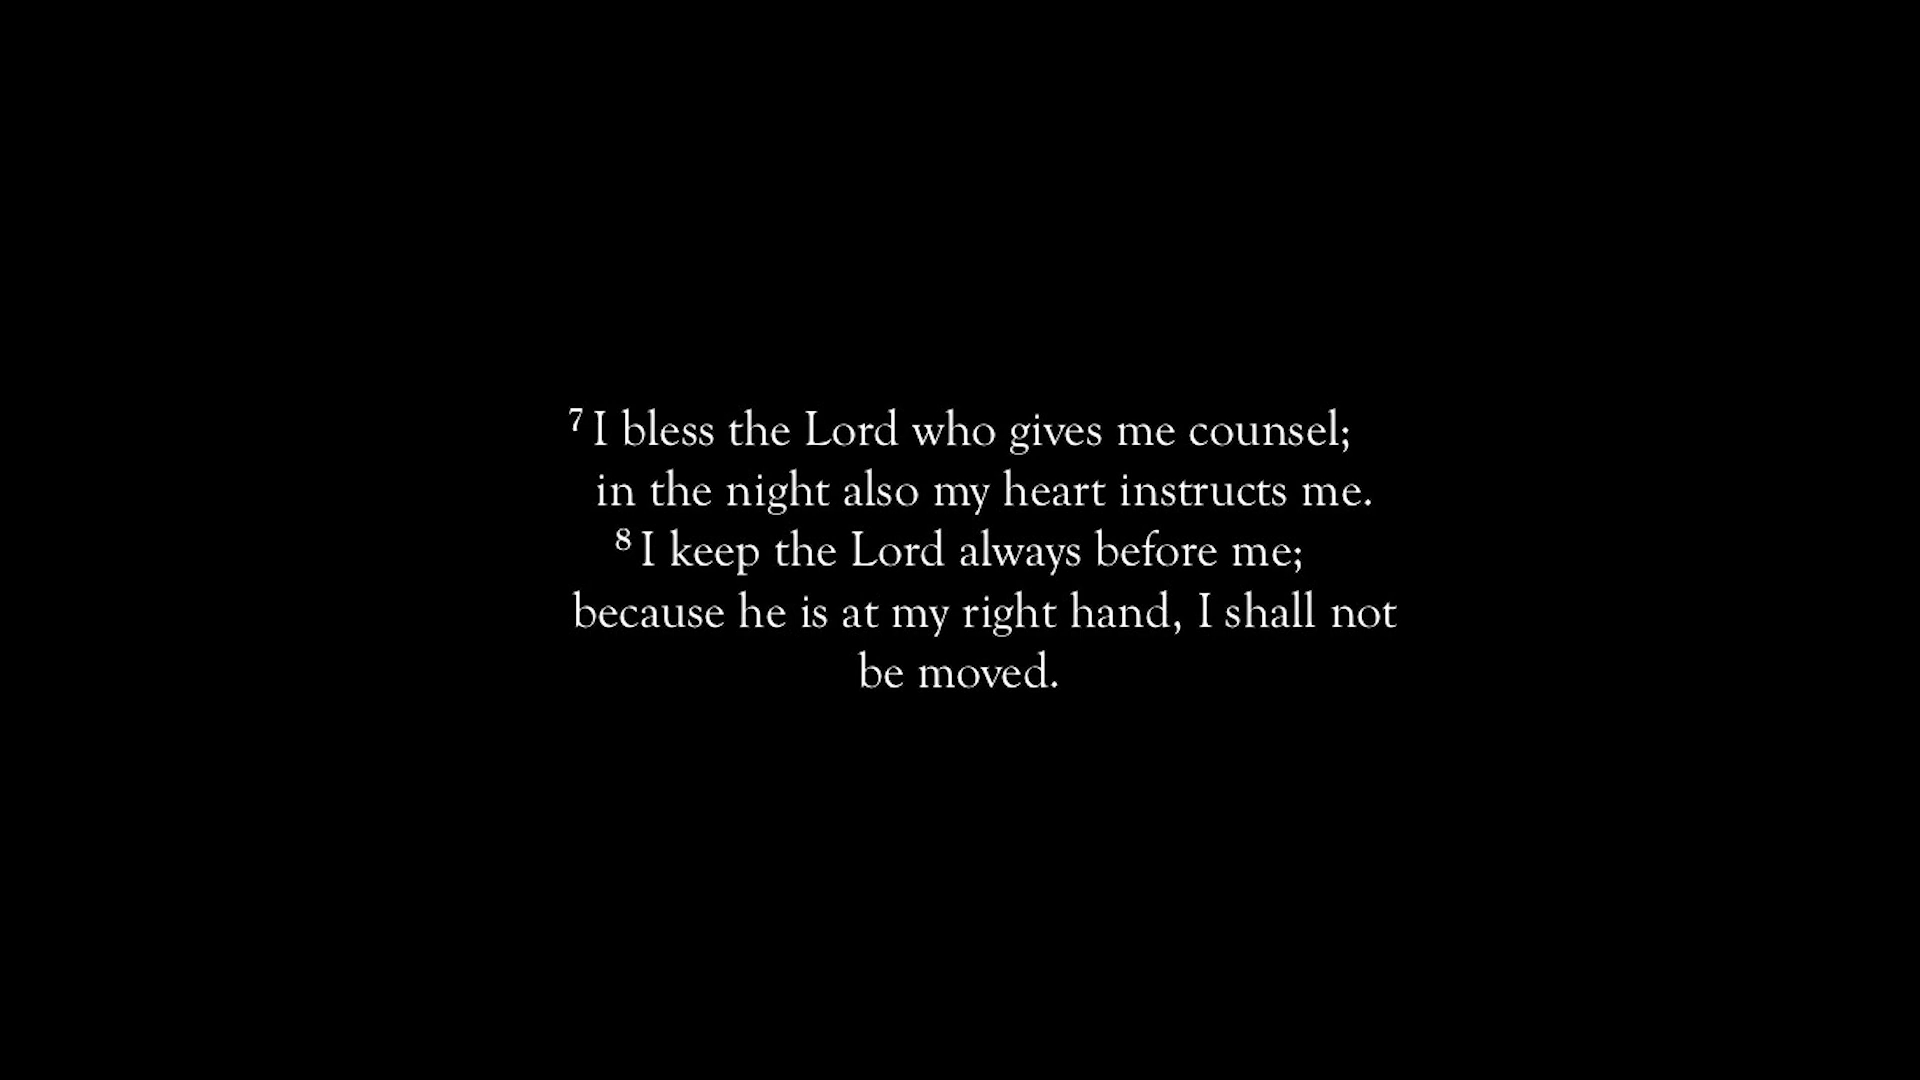 ⁷ I bless the Lord who gives me counsel;
in the night also my heart instructs me.
⁸ I keep the Lord always before me;
because he is at my right hand, I shall not
be moved.